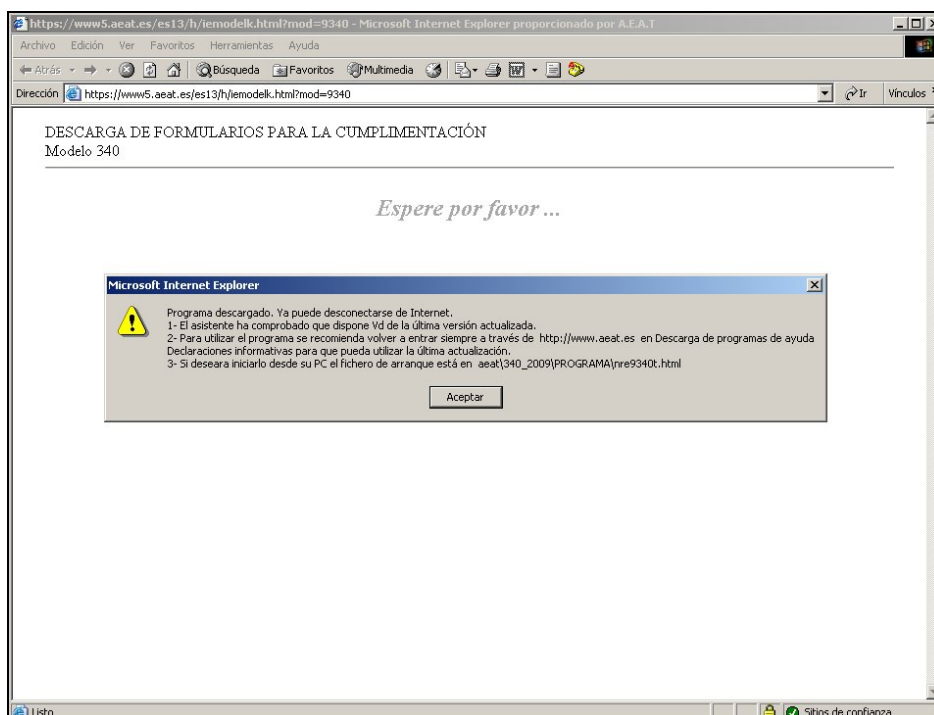 https://www5.aeat.es/es13/h/iemodelk.html?mod=9340 - Microsoft Internet Explorer proporcionado por A.E.A.T
Archivo Edición Ver Favoritos Herramientas Ayuda
Atrás Búsqueda Favoritos Multimedia
Dirección https://www5.aeat.es/es13/h/iemodelk.html?mod=9340 Ir Vínculos
DESCARGA DE FORMULARIOS PARA LA CUMPLIMENTACIÓN
Modelo 340
Espere por favor ...
Microsoft Internet Explorer
Programa descargado. Ya puede desconectarse de Internet.
1- El asistente ha comprobado que dispone Vd de la última versión actualizada.
2- Para utilizar el programa se recomienda volver a entrar siempre a través de http://www.aeat.es en Descarga de programas de ayuda
Declaraciones informativas para que pueda utilizar la última actualización.
3- Si deseara iniciarlo desde su PC el fichero de arranque está en aeat\340_2009\PROGRAMA\nre9340t.html
Aceptar
Listo Sitios de confianza